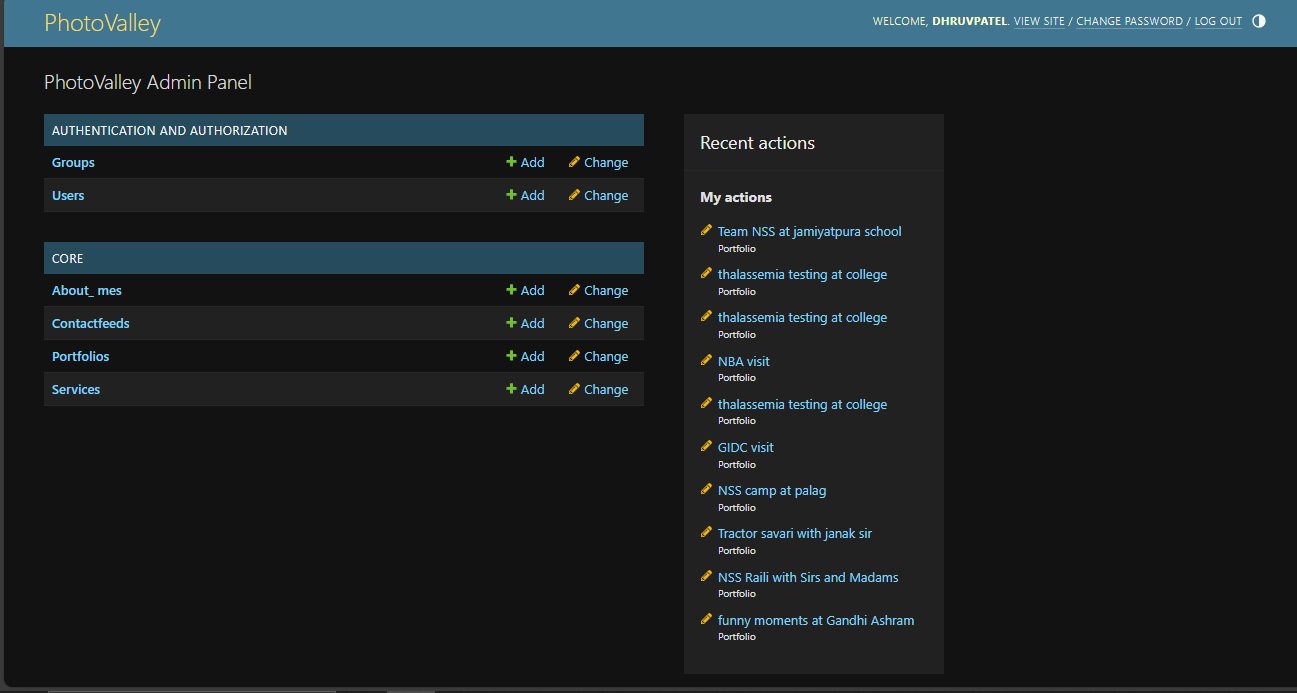 PhotoValley
WELCOME, DHRUVPATEL. VIEW SITE / CHANGE PASSWORD / LOG OUT
PhotoValley Admin Panel
AUTHENTICATION AND AUTHORIZATION
Groups Add Change
Users Add Change
CORE
About_ mes Add Change
Contactfeeds Add Change
Portfolios Add Change
Services Add Change
Recent actions
My actions
Team NSS at jamiyatpura school
Portfolio
thalassemia testing at college
Portfolio
thalassemia testing at college
Portfolio
NBA visit
Portfolio
thalassemia testing at college
Portfolio
GIDC visit
Portfolio
NSS camp at palag
Portfolio
Tractor savari with janak sir
Portfolio
NSS Raili with Sirs and Madams
Portfolio
funny moments at Gandhi Ashram
Portfolio